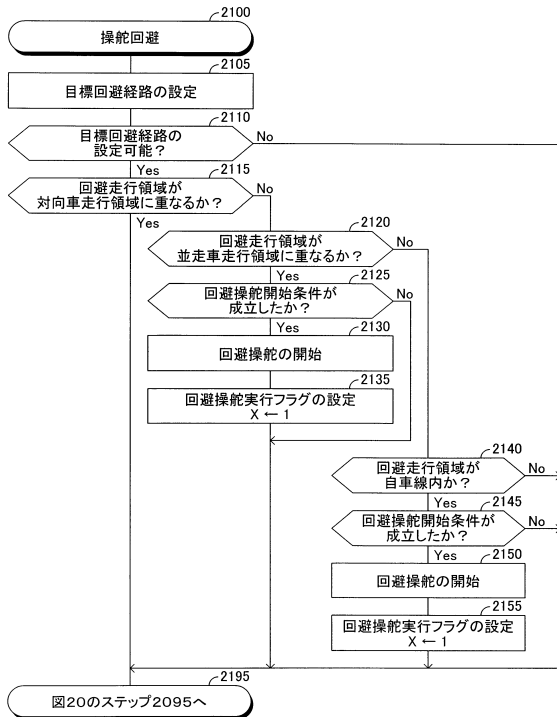 2100
操舵回避
2105
目標回避経路の設定
2110
目標回避経路の
設定可能？
No
Yes
2115
回避走行領域が
対向車走行領域に重なるか？
No
Yes
2120
回避走行領域が
並走車走行領域に重なるか？
No
Yes
2125
回避操舵開始条件が
成立したか？
No
Yes
2130
回避操舵の開始
2135
回避操舵実行フラグの設定
X ← 1
2140
回避走行領域が
自車線内か？
No
Yes
2145
回避操舵開始条件が
成立したか？
No
Yes
2150
回避操舵の開始
2155
回避操舵実行フラグの設定
X ← 1
2195
図20のステップ2095へ